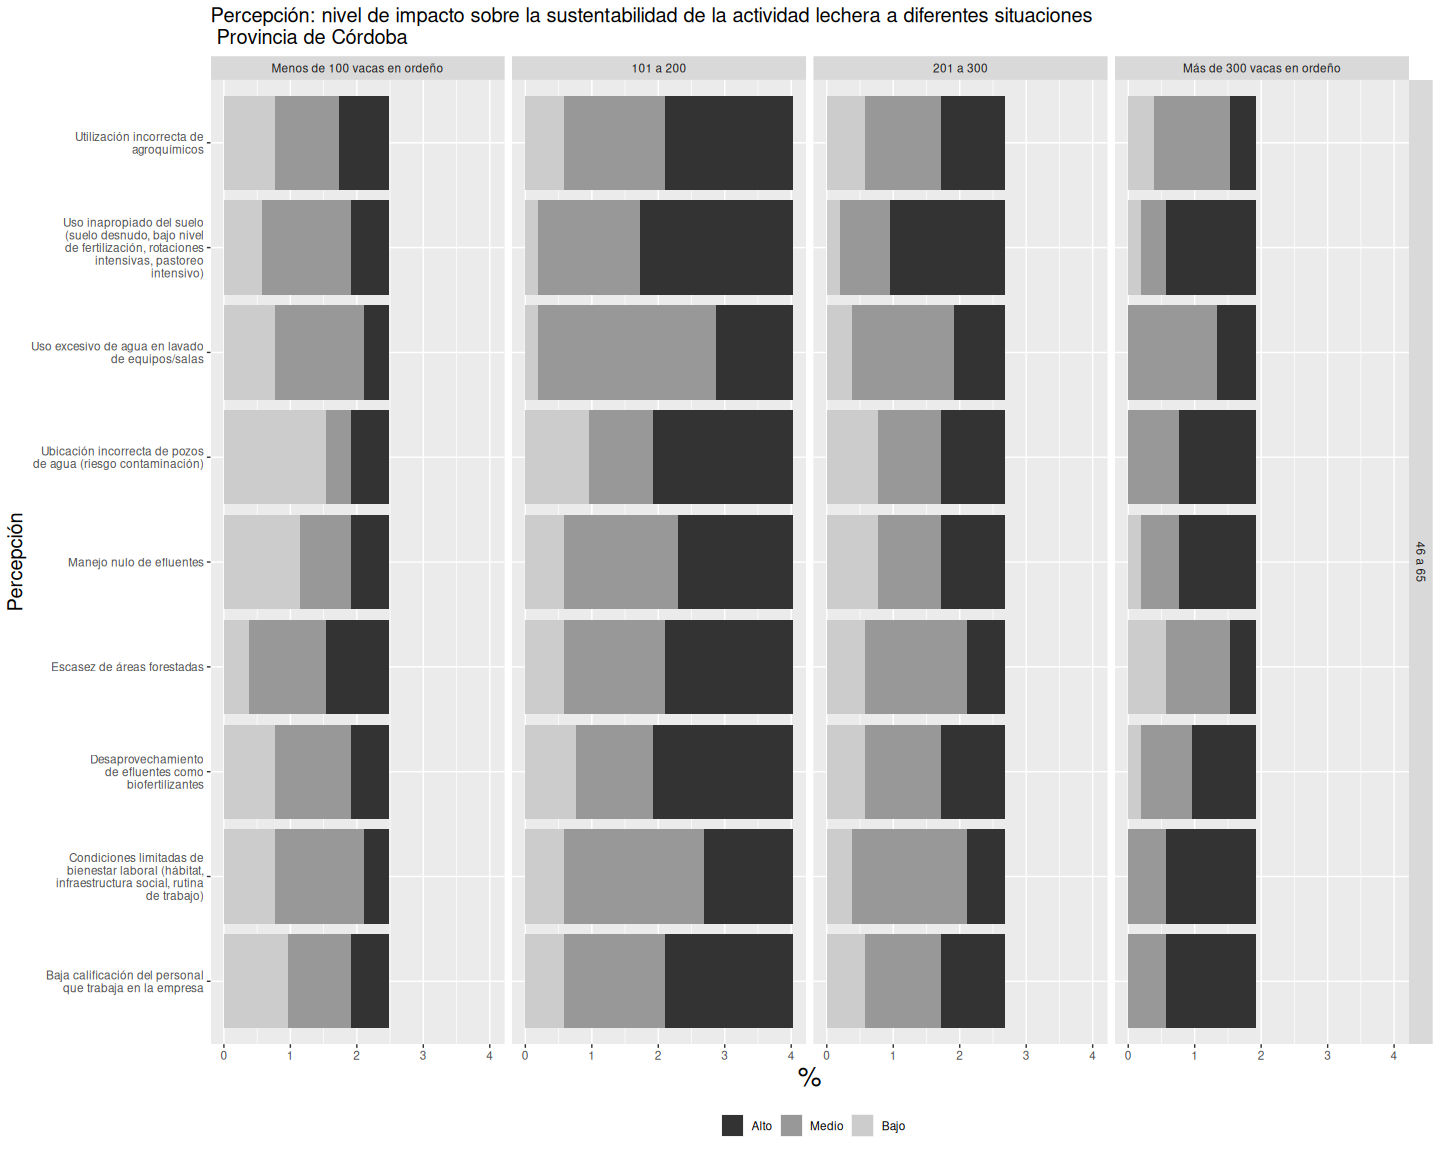 Percepción: nivel de impacto sobre la sustentabilidad de la actividad lechera a diferentes situaciones
Provincia de Córdoba
Menos de 100 vacas en ordeño
101 a 200
201 a 300
Más de 300 vacas en ordeño
Utilización incorrecta de
agroquímicos
Uso inapropiado del suelo
(suelo desnudo, bajo nivel
de fertilización, rotaciones
intensivas, pastoreo
intensivo)
Uso excesivo de agua en lavado
de equipos/salas
Ubicación incorrecta de pozos
de agua (riesgo contaminación)
Manejo nulo de efluentes
Escasez de áreas forestadas
Desaprovechamiento
de efluentes como
biofertilizantes
Condiciones limitadas de
bienestar laboral (hábitat,
infraestructura social, rutina
de trabajo)
Baja calificación del personal
que trabaja en la empresa
Percepción
46 a 65
0 1 2 3 4
0 1 2 3 4
0 1 2 3 4
0 1 2 3 4
%
Alto Medio Bajo